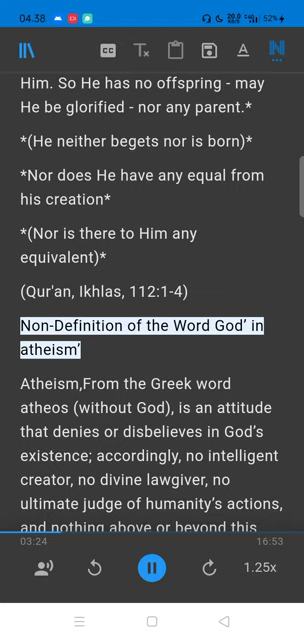 04.38
20.0
KB/S
52%
CC
Him. So He has no offspring - may
He be glorified - nor any parent.*
*(He neither begets nor is born)*
*Nor does He have any equal from
his creation*
*(Nor is there to Him any
equivalent)*
(Qur'an, Ikhlas, 112:1-4)
Non-Definition of the Word God’ in
atheism’
Atheism,From the Greek word
atheos (without God), is an attitude
that denies or disbelieves in God’s
existence; accordingly, no intelligent
creator, no divine lawgiver, no
ultimate judge of humanity’s actions,
and nothing above or beyond this
03:24
16:53
1.25x